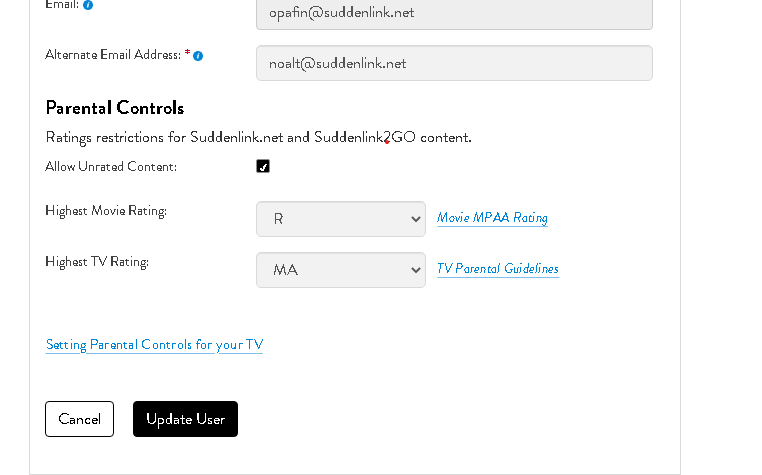 Email:
opafin@suddenlink.net
Alternate Email Address: *
noalt@suddenlink.net
Parental Controls
Ratings restrictions for Suddenlink.net and Suddenlink2GO content.
Allow Unrated Content:
Highest Movie Rating:
R
Movie MPAA Rating
Highest TV Rating:
MA
TV Parental Guidelines
Setting Parental Controls for your TV
Cancel
Update User